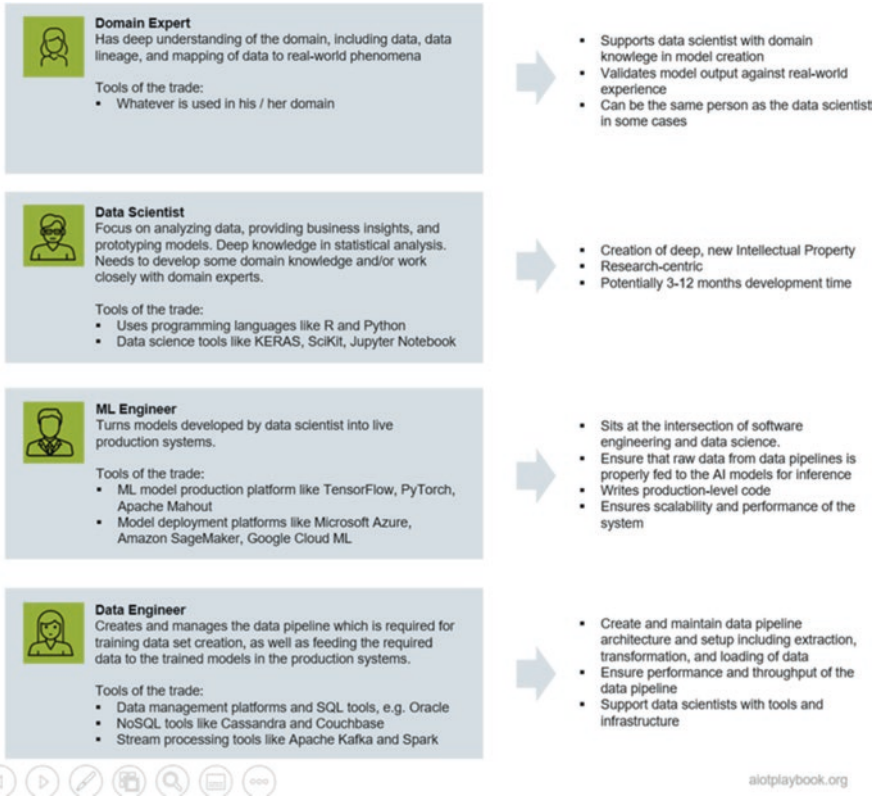 Domain Expert
Has deep understanding of the domain, including data, data
lineage, and mapping of data to real-world phenomena
Tools of the trade:
▪ Whatever is used in his / her domain
▪ Supports data scientist with domain
knowlege in model creation
▪ Validates model output against real-world
experience
▪ Can be the same person as the data scientist
in some cases
Data Scientist
Focus on analyzing data, providing business insights, and
prototyping models. Deep knowledge in statistical analysis.
Needs to develop some domain knowledge and/or work
closely with domain experts.
Tools of the trade:
▪ Uses programming languages like R and Python
▪ Data science tools like KERAS, SciKit, Jupyter Notebook
▪ Creation of deep, new Intellectual Property
▪ Research-centric
▪ Potentially 3-12 months development time
ML Engineer
Turns models developed by data scientist into live
production systems.
Tools of the trade:
▪ ML model production platform like TensorFlow, PyTorch,
Apache Mahout
▪ Model deployment platforms like Microsoft Azure,
Amazon SageMaker, Google Cloud ML
▪ Sits at the intersection of software
engineering and data science.
▪ Ensure that raw data from data pipelines is
properly fed to the AI models for inference
▪ Writes production-level code
▪ Ensures scalability and performance of the
system
Data Engineer
Creates and manages the data pipeline which is required for
training data set creation, as well as feeding the required
data to the trained models in the production systems.
Tools of the trade:
▪ Data management platforms and SQL tools, e.g. Oracle
▪ NoSQL tools like Cassandra and Couchbase
▪ Stream processing tools like Apache Kafka and Spark
▪ Create and maintain data pipeline
architecture and setup including extraction,
transformation, and loading of data
▪ Ensure performance and throughput of the
data pipeline
▪ Support data scientists with tools and
infrastructure
aiotplaybook.org